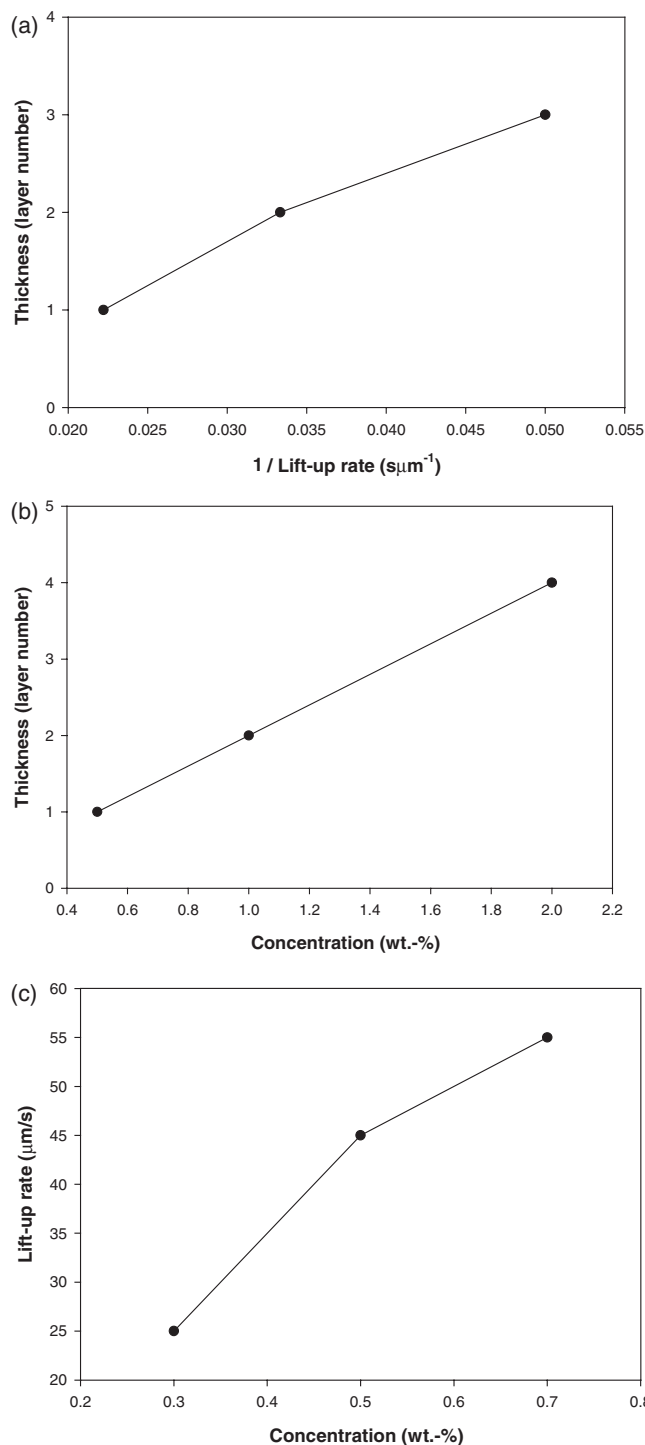 (a)
4
3
2
1
0
Thickness (layer number)
0.020 0.025 0.030 0.035 0.040 0.045 0.050 0.055
1 / Lift-up rate (sμm⁻¹)
(b)
5
4
3
2
1
0
Thickness (layer number)
0.4 0.6 0.8 1.0 1.2 1.4 1.6 1.8 2.0 2.2
Concentration (wt.-%)
(c)
60
55
50
45
40
35
30
25
20
Lift-up rate (μm/s)
0.2 0.3 0.4 0.5 0.6 0.7 0.8
Concentration (wt.-%)